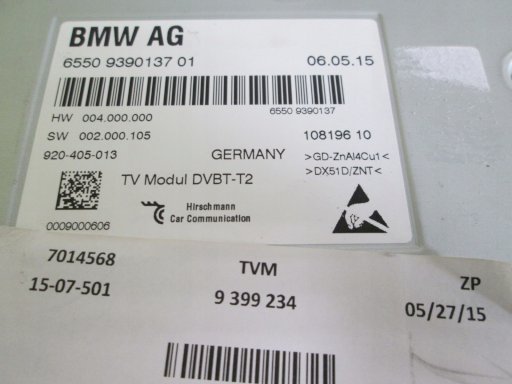 BMW AG
6550 9390137 01 06.05.15
6550 9390137
HW 004.000.000
SW 002.000.105 108196 10
920-405-013 GERMANY >GD-ZnAl4Cu1<
TV Modul DVBT-T2 >DX51D/ZNT<
Hirschmann
Car Communication
0009000606
7014568 TVM ZP
15-07-501 9 399 234 05/27/15